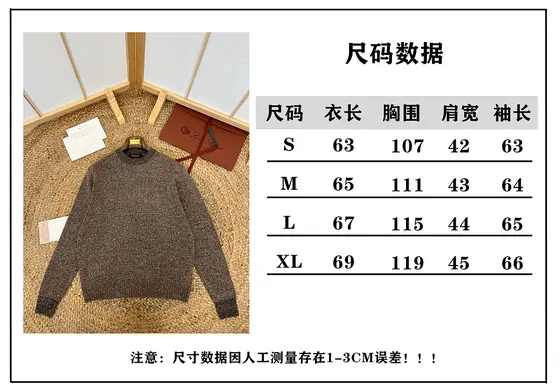 尺码数据
尺码 衣长 胸围 肩宽 袖长
S 63 107 42 63
M 65 111 43 64
L 67 115 44 65
XL 69 119 45 66
注意：尺寸数据因人工测量存在1-3CM误差！！！